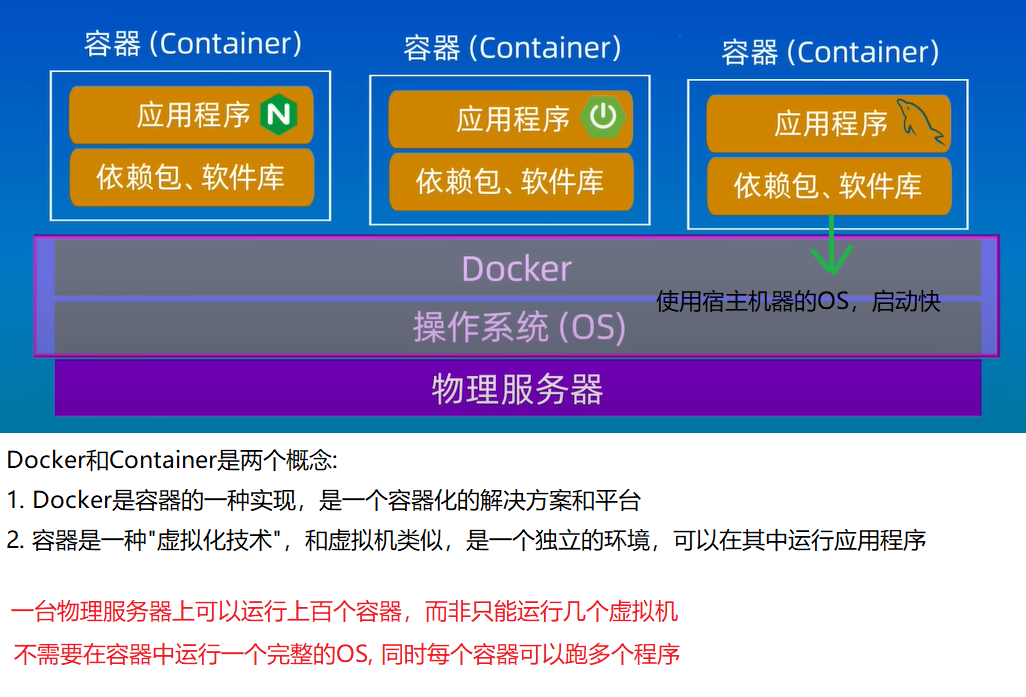 容器 (Container)
容器 (Container)
容器 (Container)
应用程序 N
应用程序
应用程序
依赖包、软件库
依赖包、软件库
依赖包、软件库
Docker
使用宿主机器的OS，启动快
操作系统 (OS)
物理服务器
Docker和Container是两个概念:
1. Docker是容器的一种实现，是一个容器化的解决方案和平台
2. 容器是一种"虚拟化技术"，和虚拟机类似，是一个独立的环境，可以在其中运行应用程序
一台物理服务器上可以运行上百个容器，而非只能运行几个虚拟机
不需要在容器中运行一个完整的OS, 同时每个容器可以跑多个程序